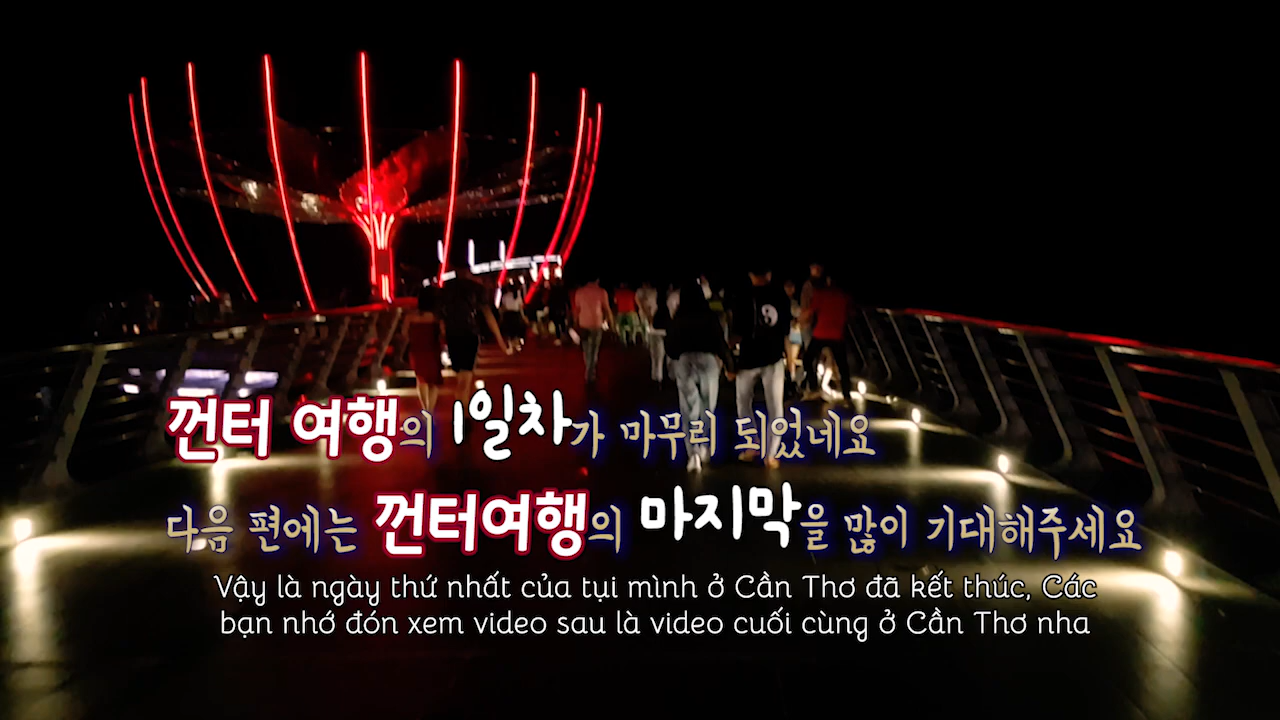 껀터 여행의 1일차가 마무리 되었네요
다음 편에는 껀터여행의 마지막을 많이 기대해주세요
Vậy là ngày thứ nhất của tụi mình ở Cần Thơ đã kết thúc, Các
bạn nhớ đón xem video sau là video cuối cùng ở Cần Thơ nha